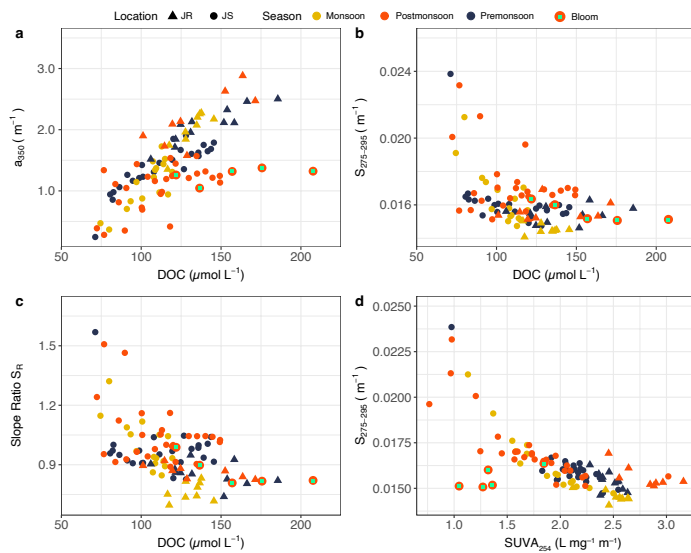 Location JR JS Season Monsoon Postmonsoon Premonsoon Bloom
a
3.0
2.0
1.0
a350 (m−1)
50 100 150 200
DOC (µmol L−1)
b
0.024
0.020
0.016
S275−295 (m−1)
50 100 150 200
DOC (µmol L−1)
c
1.5
1.2
0.9
Slope Ratio SR
50 100 150 200
DOC (µmol L−1)
d
0.0250
0.0225
0.0200
0.0175
0.0150
S275−295 (m−1)
1.0 1.5 2.0 2.5 3.0
SUVA254 (L mg−1 m−1)